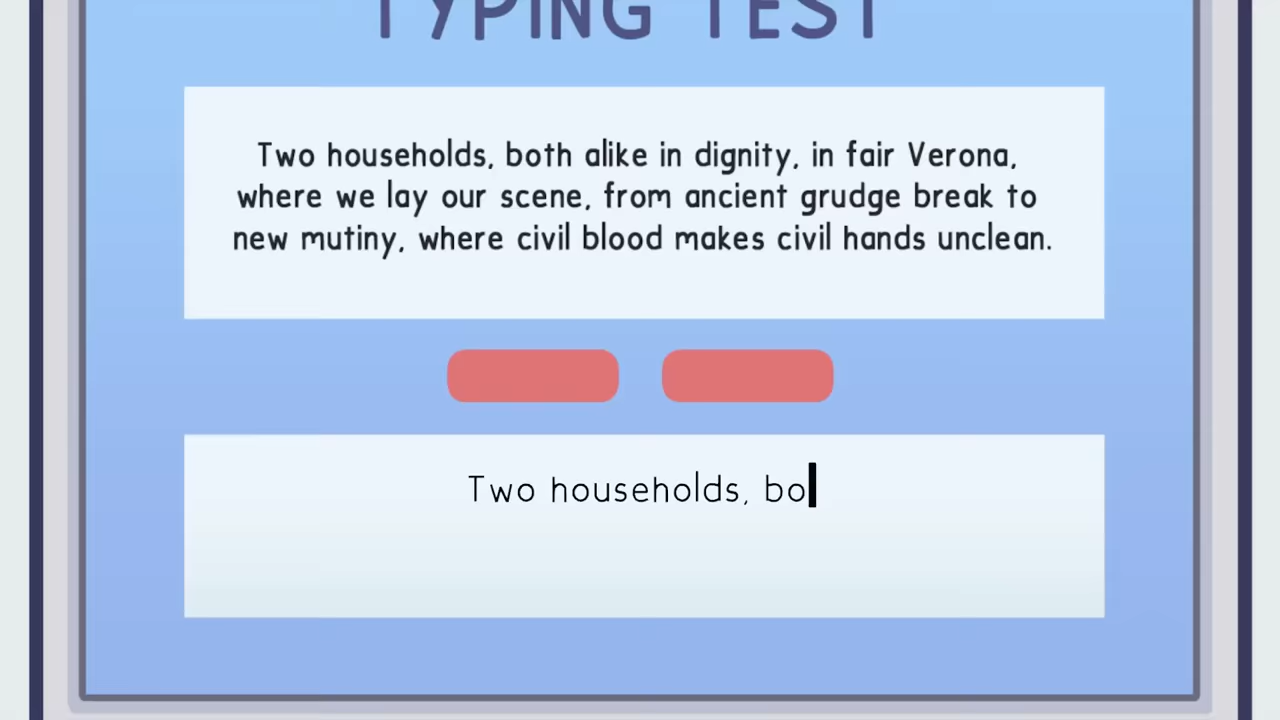 TYPING TEST
Two households, both alike in dignity, in fair Verona,
where we lay our scene, from ancient grudge break to
new mutiny, where civil blood makes civil hands unclean.
Two households, bo